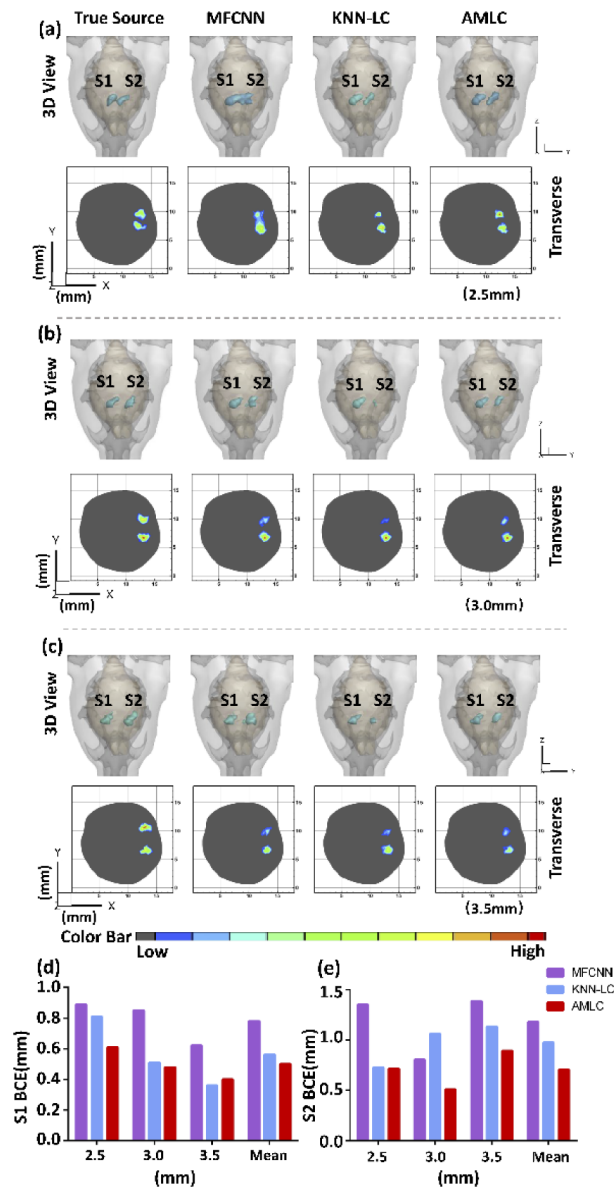 True Source MFCNN KNN-LC AMLC
(a)
3D View
S1 S2 S1 S2 S1 S2 S1 S2
Transverse
Y
(mm)
(mm) X
(2.5mm)
(b)
3D View
S1 S2 S1 S2 S1 S2 S1 S2
Z
Y
Transverse
Y
(mm)
(mm) X
(3.0mm)
(c)
3D View
S1 S2 S1 S2 S1 S2 S1 S2
Z
Transverse
Y
(mm)
(mm) X
(3.5mm)
Color Bar
Low High
(d)
S1 BCE(mm)
1.0
0.8
0.6
0.4
0.2
0.0
2.5 3.0 3.5 Mean
(mm)
(e)
MFCNN
KNN-LC
AMLC
S2 BCE(mm)
1.5
1.0
0.5
0.0
2.5 3.0 3.5 Mean
(mm)